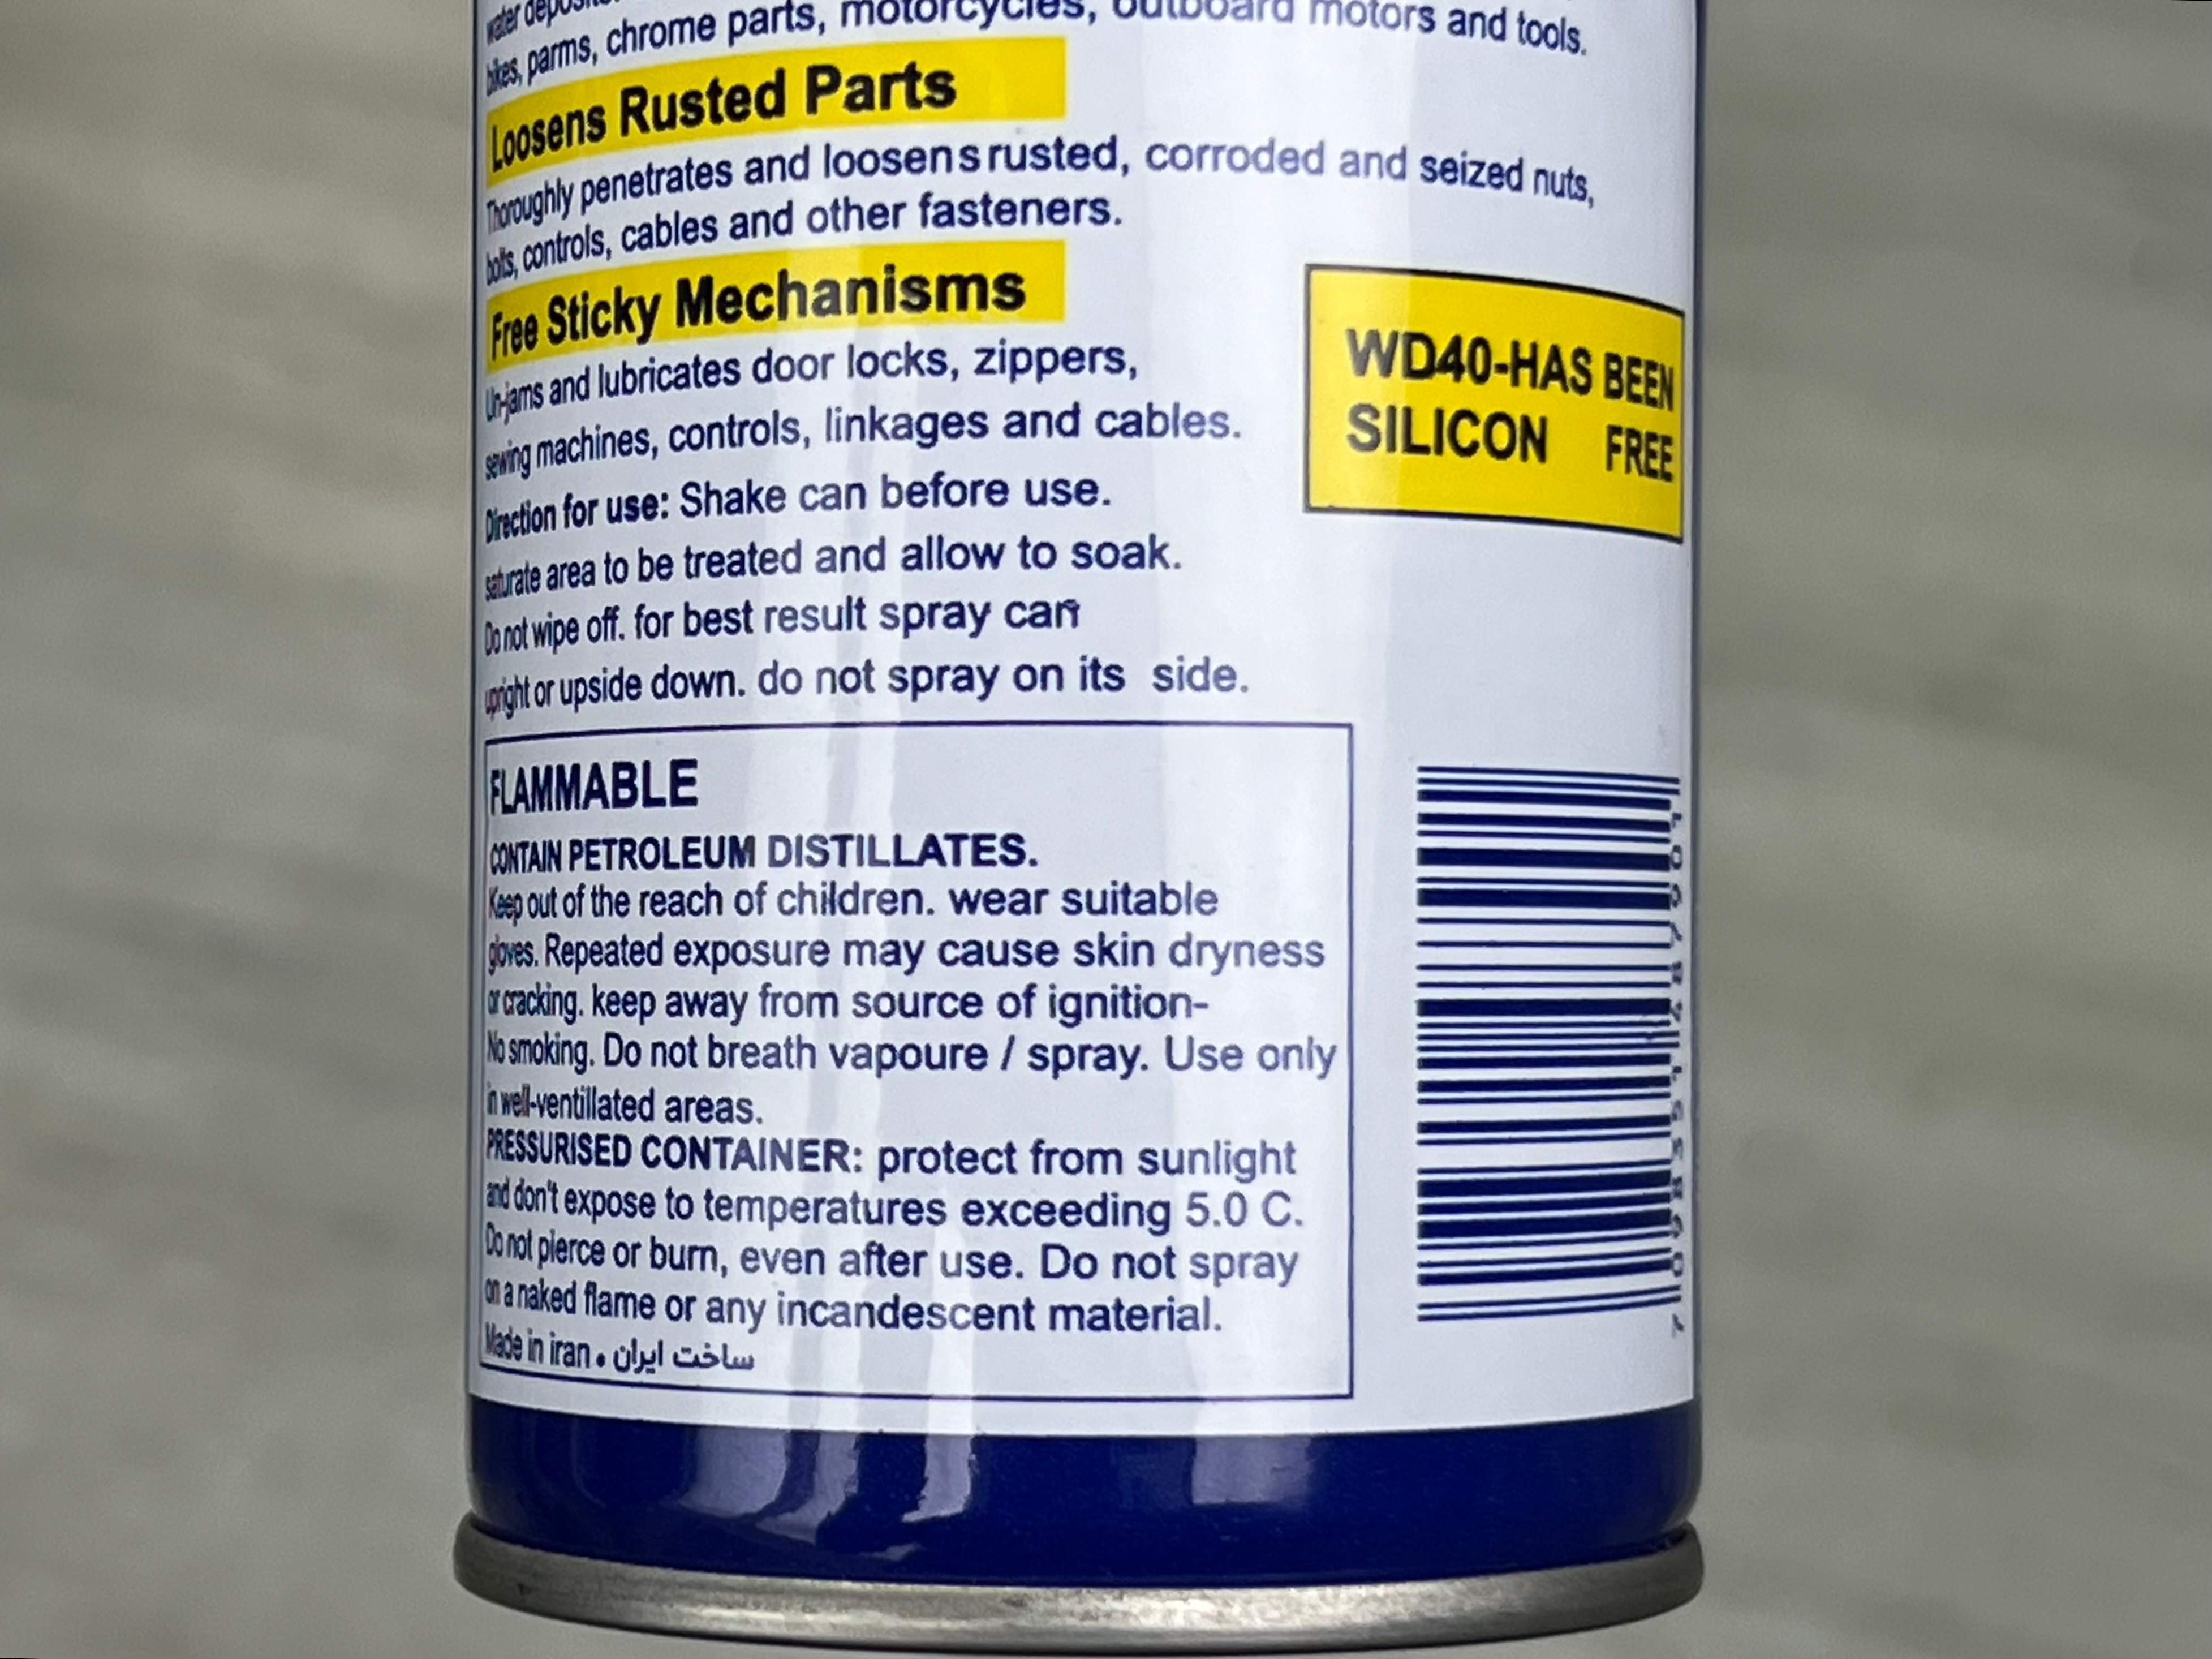 water
bikes, parms, chrome parts, motorcycles, outboard motors and tools.
Loosens Rusted Parts
Thoroughly penetrates and loosens rusted, corroded and seized nuts,
bolts, controls, cables and other fasteners.
Free Sticky Mechanisms
Un-jams and lubricates door locks, zippers,
sewing machines, controls, linkages and cables.
Direction for use: Shake can before use.
saturate area to be treated and allow to soak.
Do not wipe off. for best result spray can
upright or upside down. do not spray on its side.
WD40-HAS BEEN
SILICON FREE
FLAMMABLE
CONTAIN PETROLEUM DISTILLATES.
Keep out of the reach of children. wear suitable
gloves. Repeated exposure may cause skin dryness
or cracking. keep away from source of ignition-
No smoking. Do not breath vapoure / spray. Use only
in well-ventillated areas.
PRESSURISED CONTAINER: protect from sunlight
and don't expose to temperatures exceeding 5.0 C.
Do not pierce or burn, even after use. Do not spray
on a naked flame or any incandescent material.
Made in iran • ساخت ایران